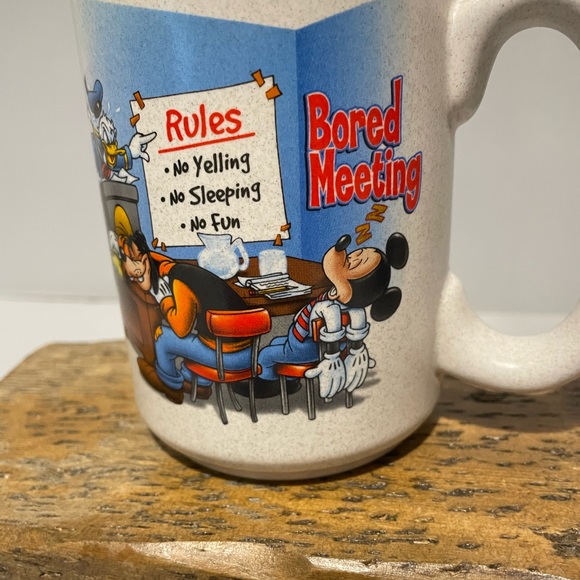 Rules
• No Yelling
• No Sleeping
• No Fun
Bored
Meeting
Z
Z
Z